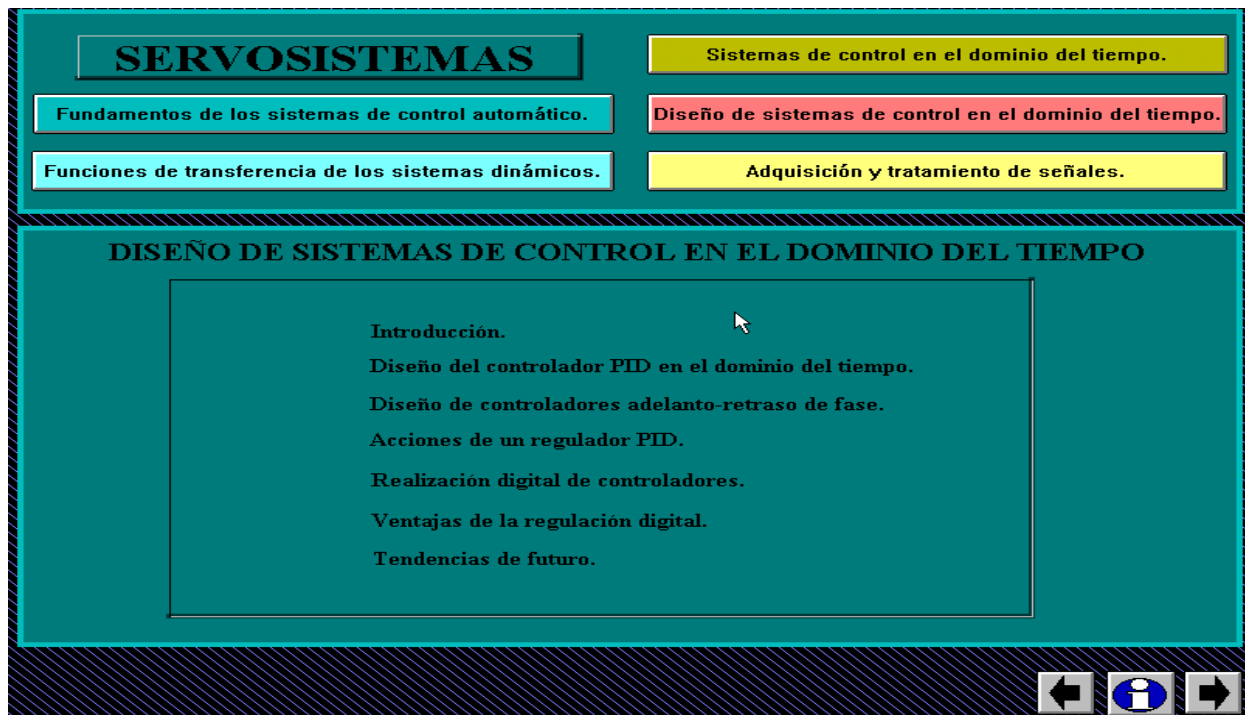 SERVOSISTEMAS
Sistemas de control en el dominio del tiempo.
Fundamentos de los sistemas de control automático.
Diseño de sistemas de control en el dominio del tiempo.
Funciones de transferencia de los sistemas dinámicos.
Adquisición y tratamiento de señales.
DISEÑO DE SISTEMAS DE CONTROL EN EL DOMINIO DEL TIEMPO
Introducción.
Diseño del controlador PID en el dominio del tiempo.
Diseño de controladores adelanto-retraso de fase.
Acciones de un regulador PID.
Realización digital de controladores.
Ventajas de la regulación digital.
Tendencias de futuro.